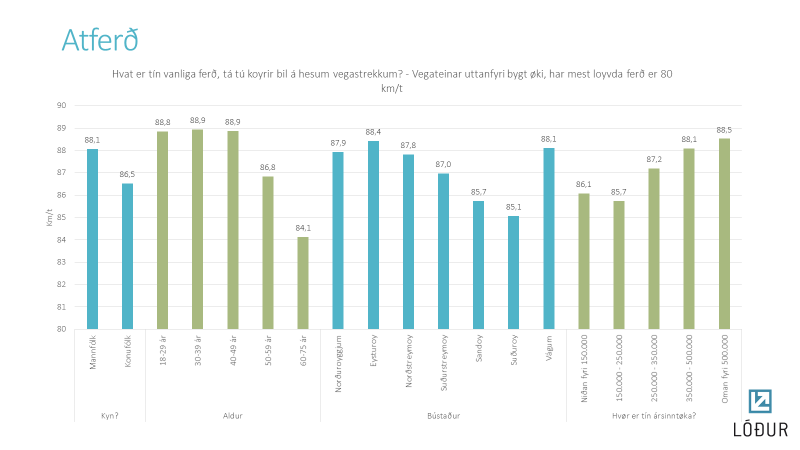 Atferð
Hvat er tín vanliga ferð, tá tú koyrir bil á hesum vegastrekkum? - Vegateinar uttanfyri bygt øki, har mest loyvda ferð er 80
km/t
90
89
88
87
86
85
84
83
82
81
80
Km/t
88,1
86,5
88,8
88,9
88,9
86,8
84,1
87,9
88,4
87,8
87,0
85,7
85,1
88,1
86,1
85,7
87,2
88,1
88,5
Mannfólk
Konufólk
18-29 ár
30-39 ár
40-49 ár
50-59 ár
60-75 ár
Norðuroyggjum
Eysturoy
Norðstreymoy
Suðurstreymoy
Sandoy
Suðuroy
Vágum
Niðan fyri 150.000
150.000 - 250.000
250.000 - 350.000
350.000 - 500.000
Oman fyri 500.000
Kyn?
Aldur
Bústaður
Hvør er tín ársinntøka?
LÓÐUR